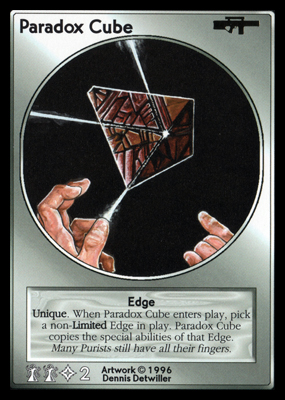 Paradox Cube
Edge
Unique. When Paradox Cube enters play, pick
a non-Limited Edge in play. Paradox Cube
copies the special abilities of that Edge.
Many Purists still have all their fingers.
2
Artwork © 1996
Dennis Detwiller